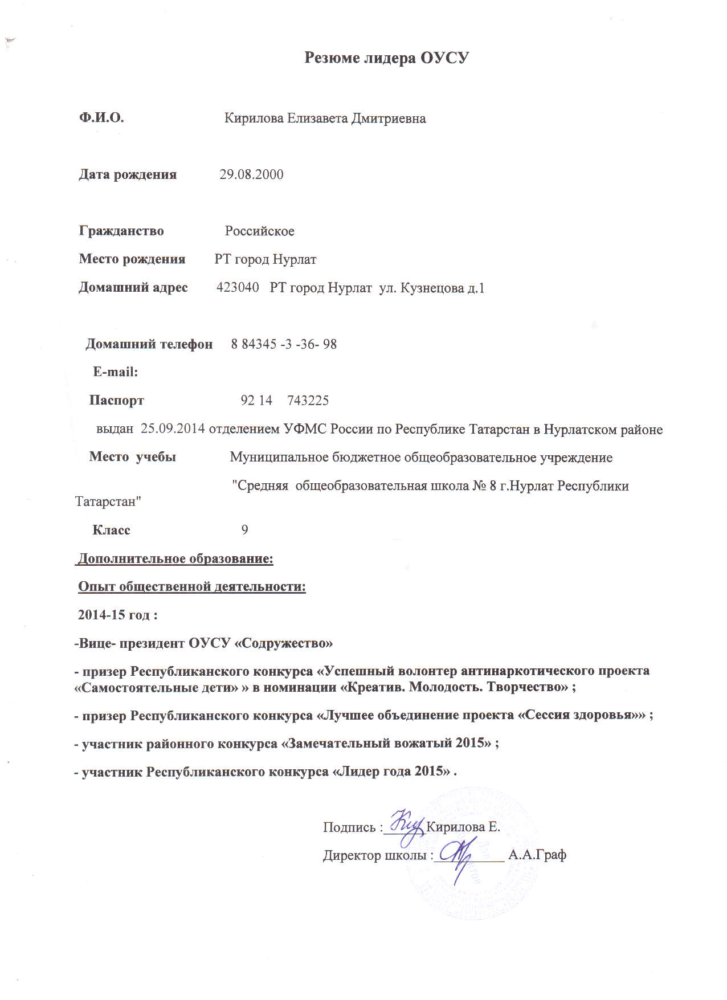 Резюме лидера ОУСУ
Ф.И.О. Кирилова Елизавета Дмитриевна
Дата рождения 29.08.2000
Гражданство Российское
Место рождения РТ город Нурлат
Домашний адрес 423040 РТ город Нурлат ул. Кузнецова д.1
Домашний телефон 8 84345 -3 -36- 98
E-mail:
Паспорт 92 14 743225
выдан 25.09.2014 отделением УФМС России по Республике Татарстан в Нурлатском районе
Место учебы Муниципальное бюджетное общеобразовательное учреждение
"Средняя общеобразовательная школа № 8 г.Нурлат Республики
Татарстан"
Класс 9
Дополнительное образование:
Опыт общественной деятельности:
2014-15 год :
-Вице- президент ОУСУ «Содружество»
- призер Республиканского конкурса «Успешный волонтер антинаркотического проекта
«Самостоятельные дети» » в номинации «Креатив. Молодость. Творчество» ;
- призер Республиканского конкурса «Лучшее объединение проекта «Сессия здоровья»» ;
- участник районного конкурса «Замечательный вожатый 2015» ;
- участник Республиканского конкурса «Лидер года 2015» .
Подпись :______Кирилова Е.
Директор школы :__________ А.А.Граф